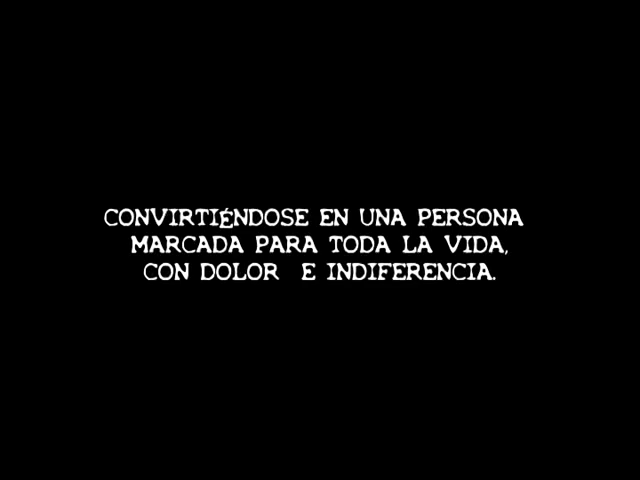 CONVIRTIÉNDOSE EN UNA PERSONA
MARCADA PARA TODA LA VIDA,
CON DOLOR E INDIFERENCIA.